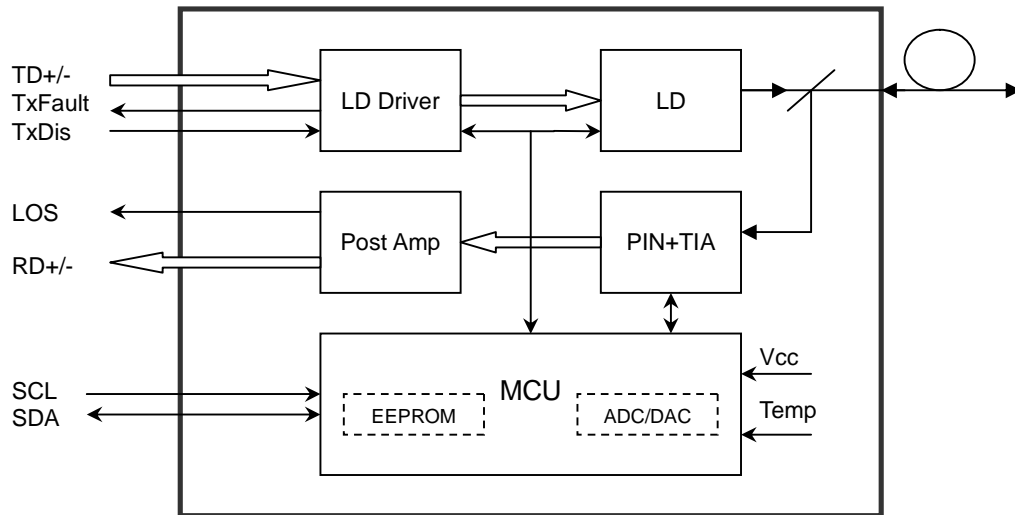 TD+/-
TxFault
TxDis
LD Driver
LD
LOS
RD+/-
Post Amp
PIN+TIA
SCL
SDA
MCU
EEPROM
ADC/DAC
Vcc
Temp